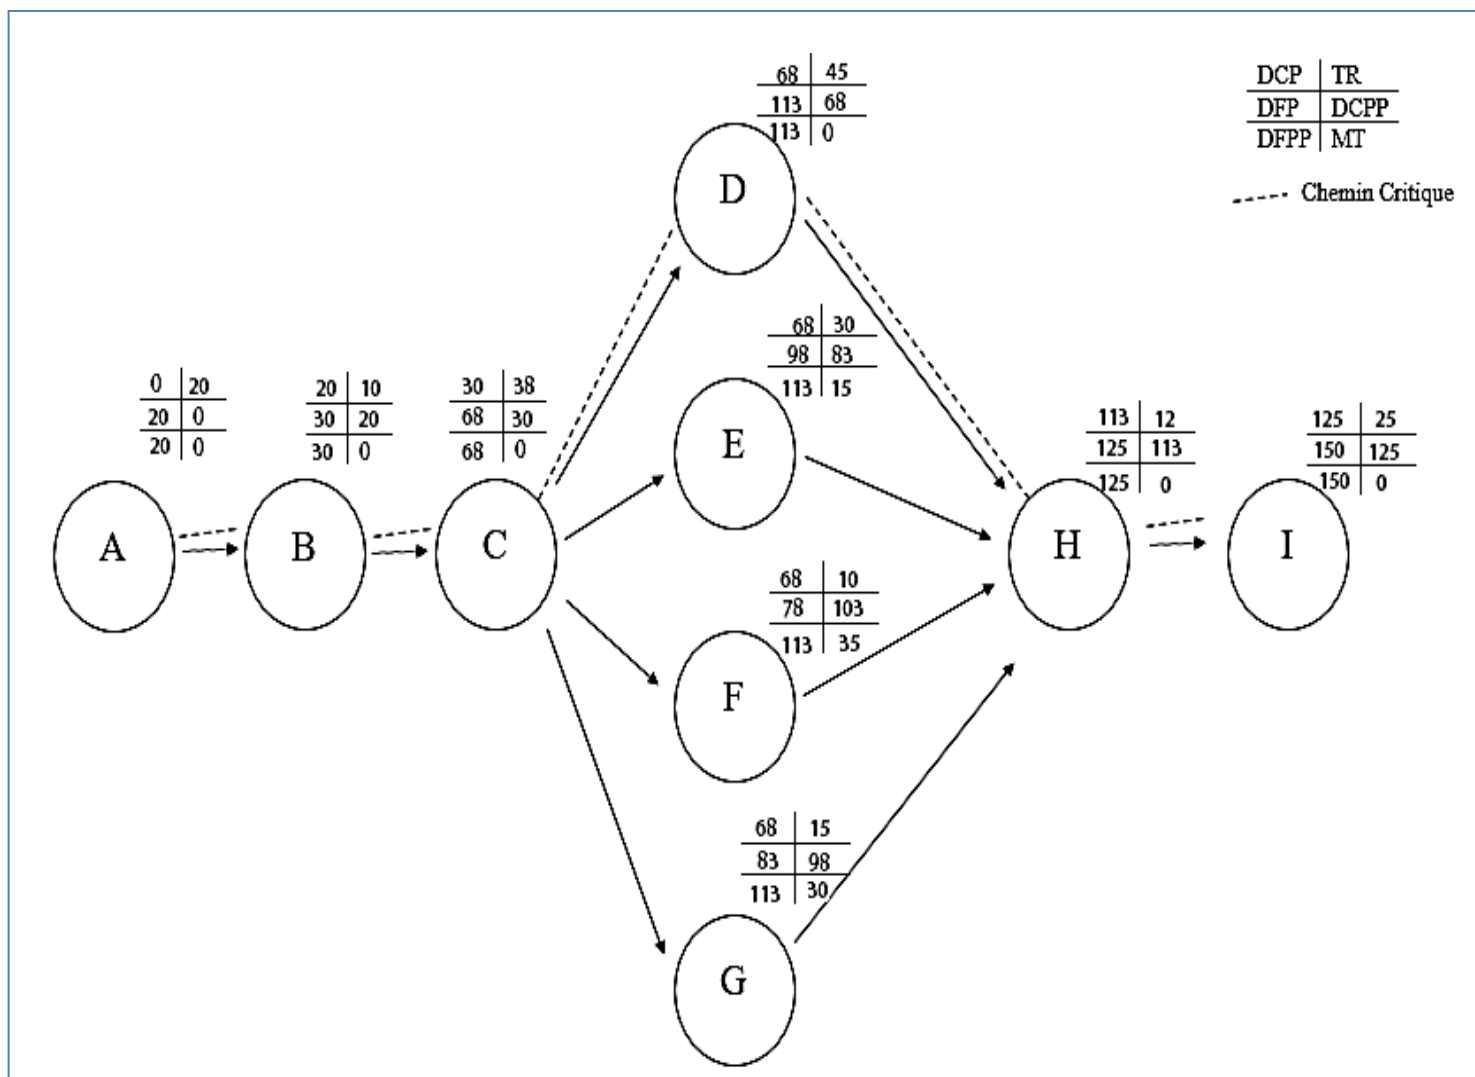 68 45
113 68
113 0
D
DCP TR
DFP DCPP
DFPP MT
Chemin Critique
68 30
98 83
113 15
E
0 20
20 0
20 0
A
20 10
30 20
30 0
B
30 38
68 30
68 0
C
68 10
78 103
113 35
F
68 15
83 98
113 30
G
113 12
125 113
125 0
H
125 25
150 125
150 0
I